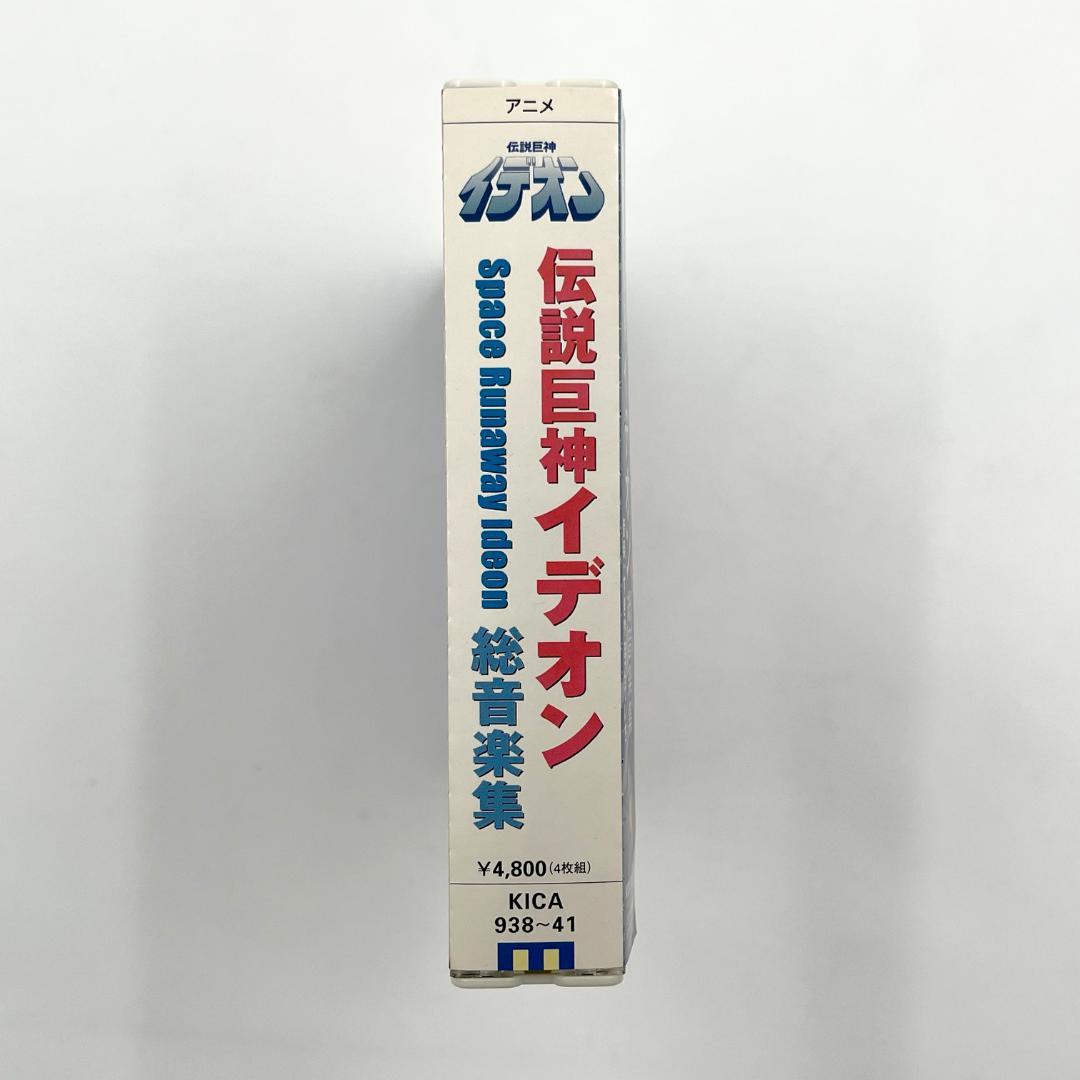 アニメ
伝説巨神
イデオン
伝説巨神イデオン
Space Runaway Ideon 総音楽集
¥4,800(4枚組)
KICA
938~41